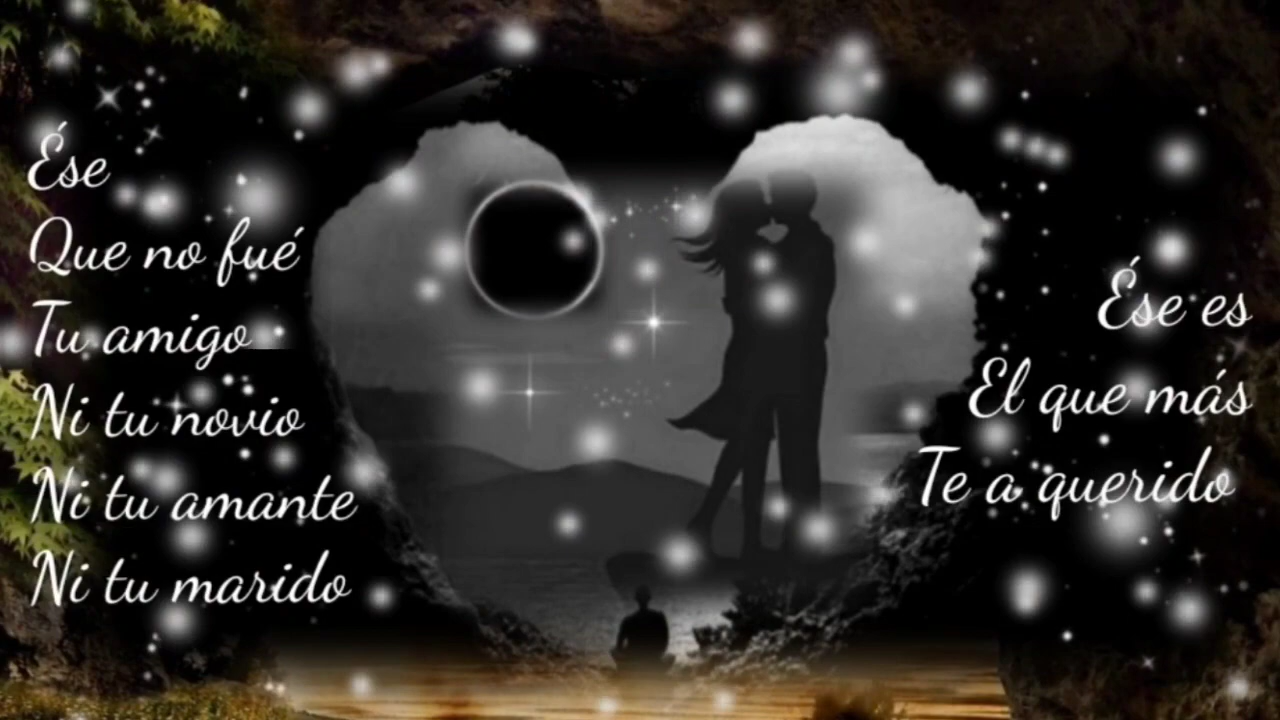 Ése
Que no fué
Tu amigo
Ni tu novio
Ni tu amante
Ni tu marido
Ése es
El que más
Te a querido